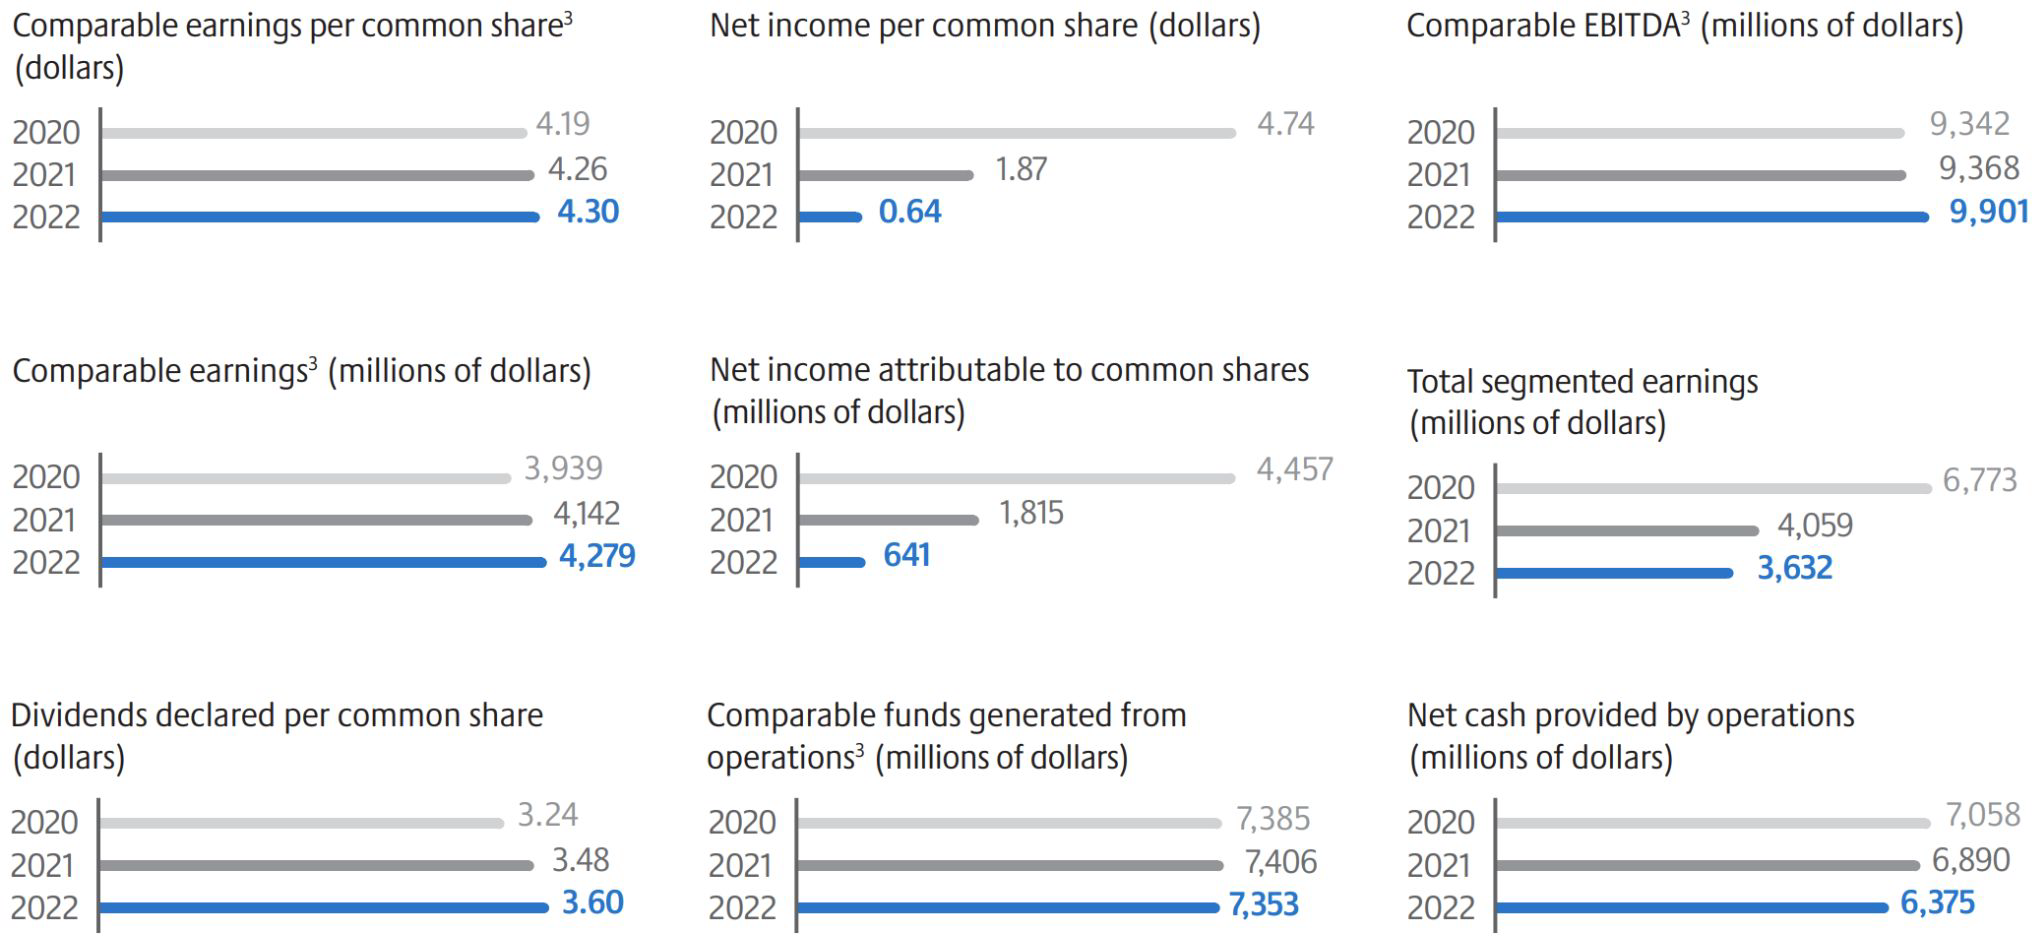 Comparable earnings per common share³
(dollars)
2020 4.19
2021 4.26
2022 4.30
Net income per common share (dollars)
2020 4.74
2021 1.87
2022 0.64
Comparable EBITDA³ (millions of dollars)
2020 9,342
2021 9,368
2022 9,901
Comparable earnings³ (millions of dollars)
2020 3,939
2021 4,142
2022 4,279
Net income attributable to common shares
(millions of dollars)
2020 4,457
2021 1,815
2022 641
Total segmented earnings
(millions of dollars)
2020 6,773
2021 4,059
2022 3,632
Dividends declared per common share
(dollars)
2020 3.24
2021 3.48
2022 3.60
Comparable funds generated from
operations³ (millions of dollars)
2020 7,385
2021 7,406
2022 7,353
Net cash provided by operations
(millions of dollars)
2020 7,058
2021 6,890
2022 6,375